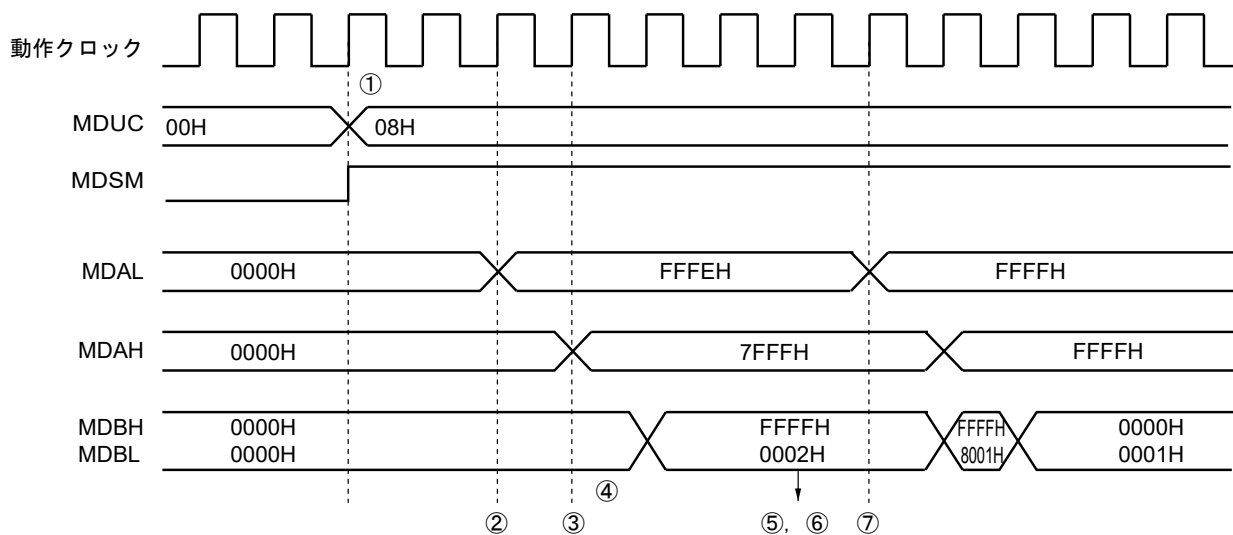 動作クロック
①
MDUC 00H 08H
MDSM
MDAL 0000H FFFEH FFFFH
MDAH 0000H 7FFFH FFFFH
MDBH 0000H FFFFH FFFFH 0000H
MDBL 0000H 0002H 8001H 0001H
④
② ③ ⑤, ⑥ ⑦